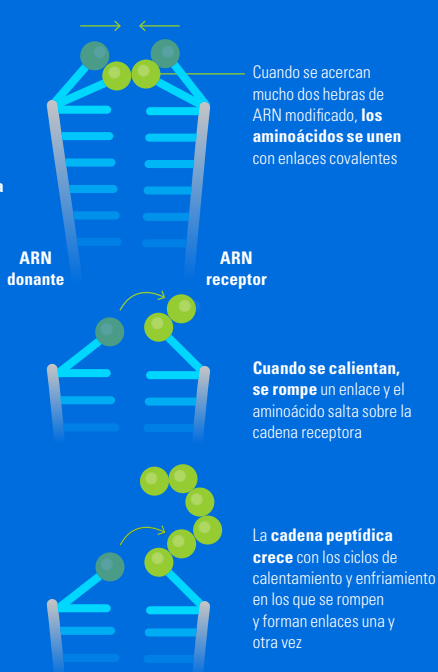 Cuando se acercan
mucho dos hebras de
ARN modificado, los
aminoácidos se unen
con enlaces covalentes
a
ARN
donante
ARN
receptor
Cuando se calientan,
se rompe un enlace y el
aminoácido salta sobre la
cadena receptora
La cadena peptídica
crece con los ciclos de
calentamiento y enfriamiento
en los que se rompen
y forman enlaces una y
otra vez